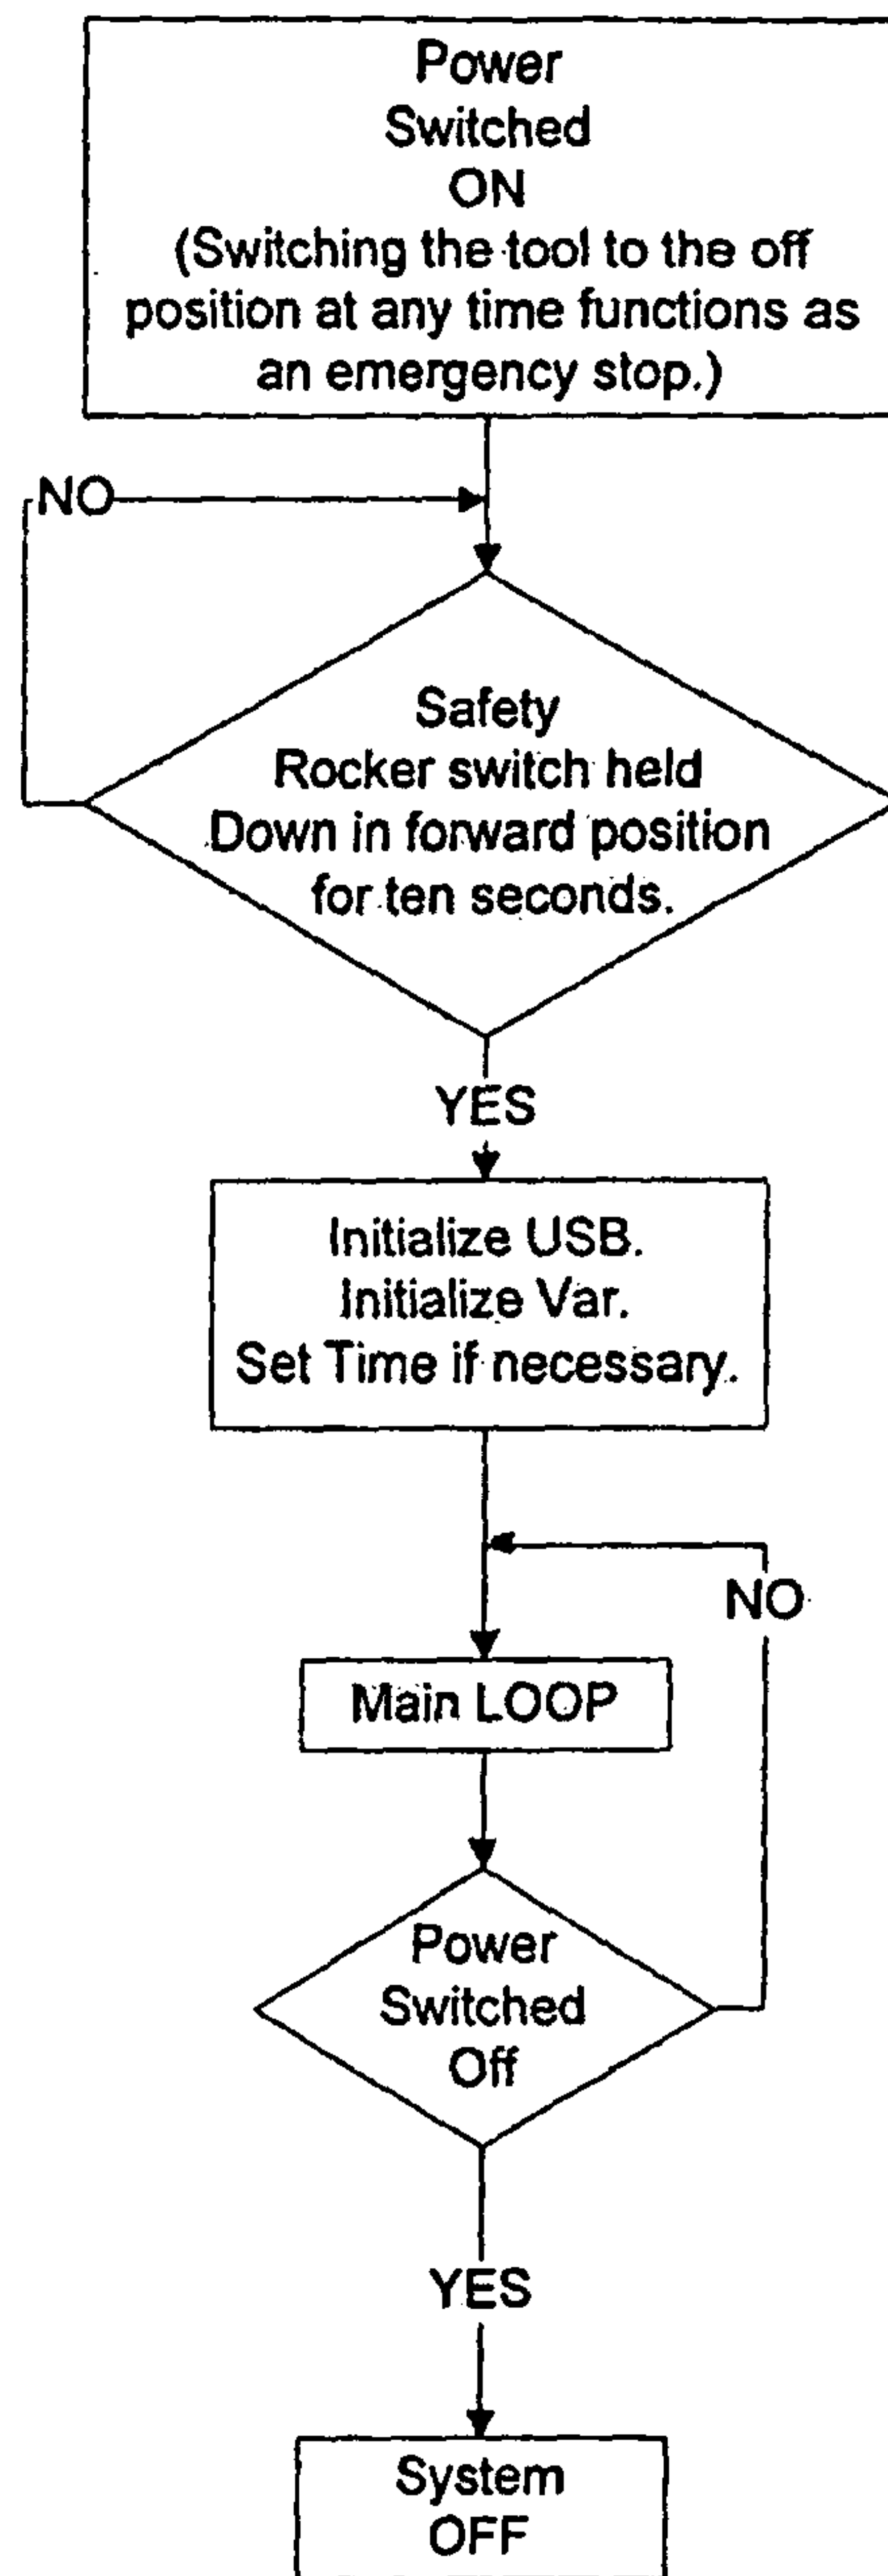 Power
Switched
ON
(Switching the tool to the off
position at any time functions as
an emergency stop.)
NO
Safety
Rocker switch held
Down in forward position
for ten seconds.
YES
Initialize USB.
Initialize Var.
Set Time if necessary.
NO
Main LOOP
Power
Switched
Off
YES
System
OFF